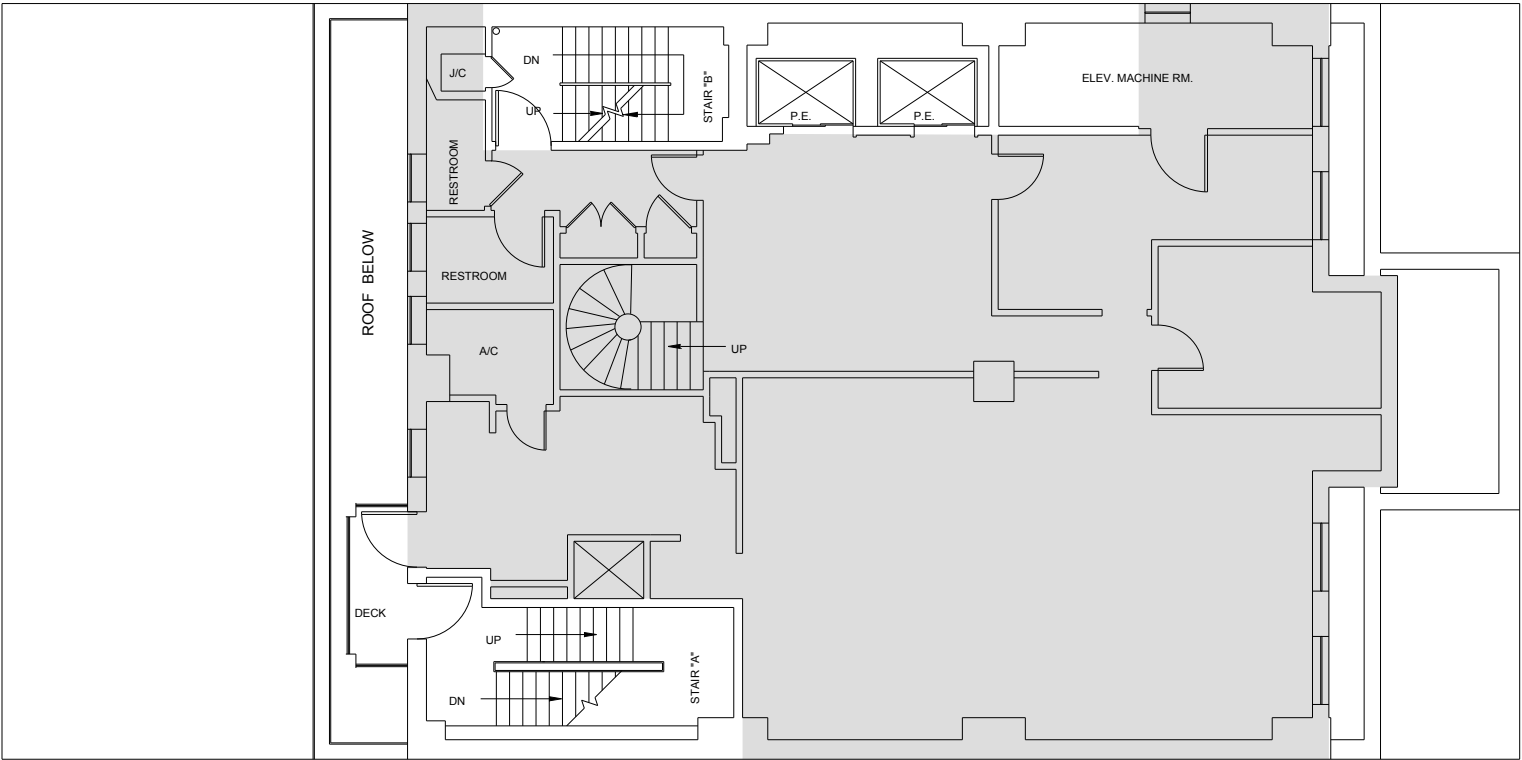 DN
J/C
UP
STAIR "B"
P.E.
P.E.
ELEV. MACHINE RM.
RESTROOM
ROOF BELOW
RESTROOM
A/C
UP
DECK
UP
STAIR "A"
DN